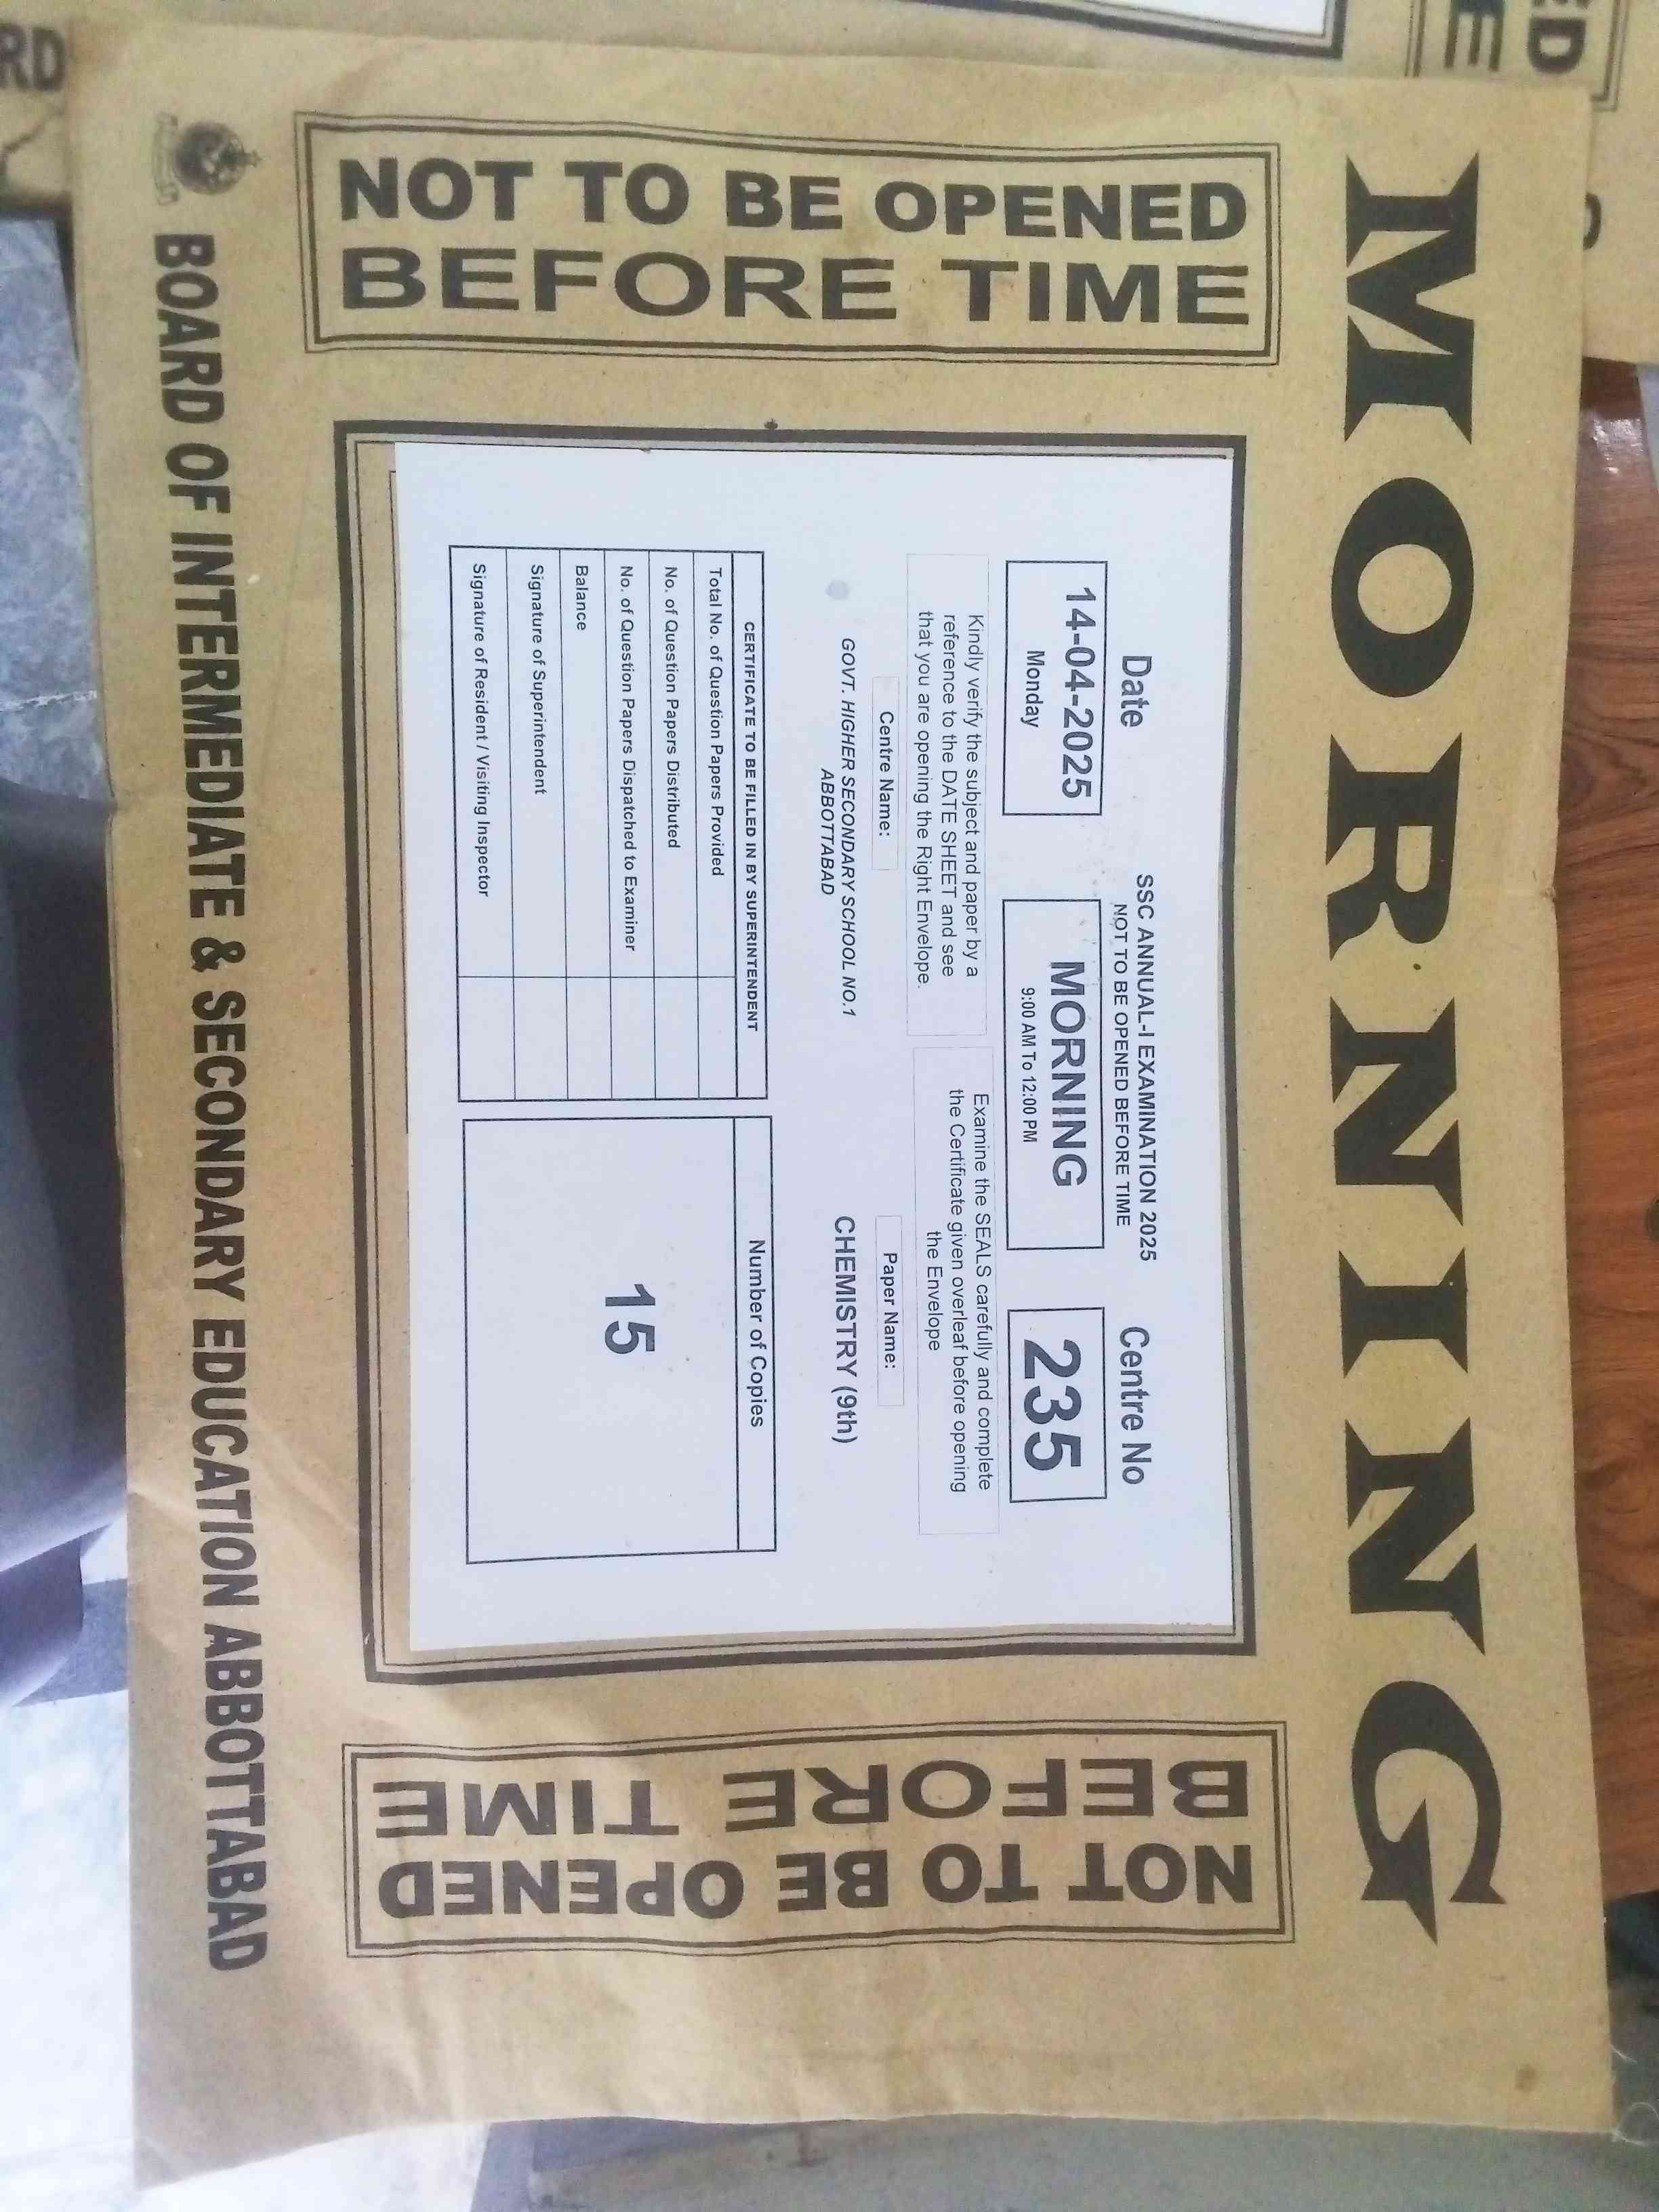 MORNING
NOT TO BE OPENED
BEFORE TIME
Date
14-04-2025
Monday
SSC ANNUAL-I EXAMINATION 2025
NOT TO BE OPENED BEFORE TIME
MORNING
9:00 AM To 12:00 PM
Centre No
235
Kindly verify the subject and paper by a
reference to the DATE SHEET and see
that you are opening the Right Envelope.
Examine the SEALS carefully and complete
the Certificate given overleaf before opening
the Envelope
Centre Name:
GOVT. HIGHER SECONDARY SCHOOL NO.1
ABBOTTABAD
Paper Name:
CHEMISTRY (9th)
CERTIFICATE TO BE FILLED IN BY SUPERINTENDENT
Total No. of Question Papers Provided
No. of Question Papers Distributed
No. of Question Papers Dispatched to Examiner
Balance
Signature of Superintendent
Signature of Resident / Visiting Inspector
Number of Copies
15
NOT TO BE OPENED
BEFORE TIME
BOARD OF INTERMEDIATE & SECONDARY EDUCATION ABBOTTABAD
RD
ED
E